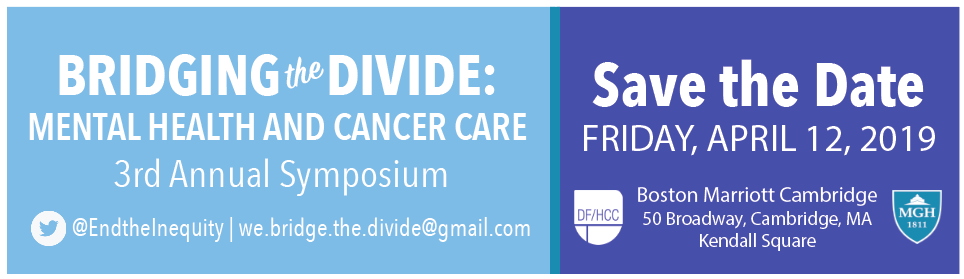 BRIDGING the DIVIDE:
MENTAL HEALTH AND CANCER CARE
3rd Annual Symposium
@EndtheInequity | we.bridge.the.divide@gmail.com
Save the Date
FRIDAY, APRIL 12, 2019
DF/HCC
Boston Marriott Cambridge
50 Broadway, Cambridge, MA
Kendall Square
MGH
1811